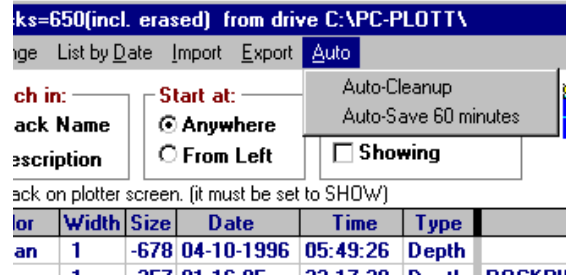 cks=650(incl. erased) from drive C:\PC-PLOTT\
nge List by Date Import Export Auto
Auto-Cleanup
Auto-Save 60 minutes
ch in: Start at:
ack Name Anywhere
escription From Left Showing
ack on plotter screen. (it must be set to SHOW)
lor Width Size Date Time Type
an 1 -678 04-10-1996 05:49:26 Depth